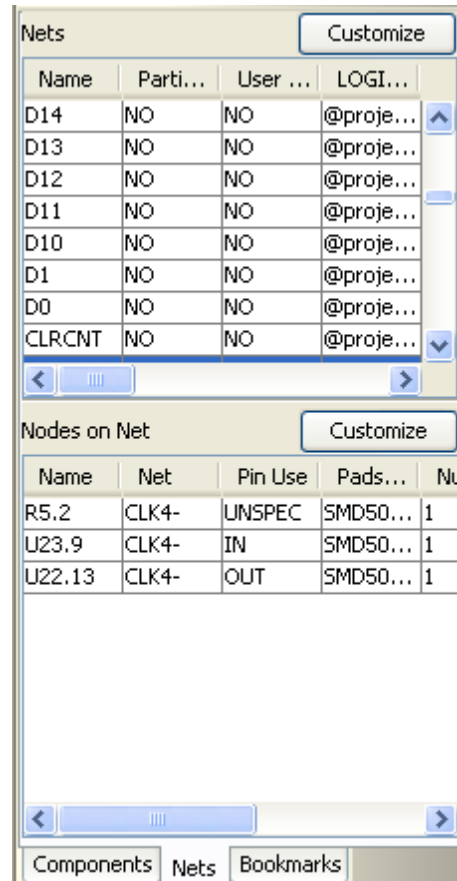 Nets Customize
Name Parti... User ... LOGI...
D14 NO NO @proje...
D13 NO NO @proje...
D12 NO NO @proje...
D11 NO NO @proje...
D10 NO NO @proje...
D1 NO NO @proje...
D0 NO NO @proje...
CLRCNT NO NO @proje...
Nodes on Net Customize
Name Net Pin Use Pads... Nu
R5.2 CLK4- UNSPEC SMD50... 1
U23.9 CLK4- IN SMD50... 1
U22.13 CLK4- OUT SMD50... 1
Components Nets Bookmarks